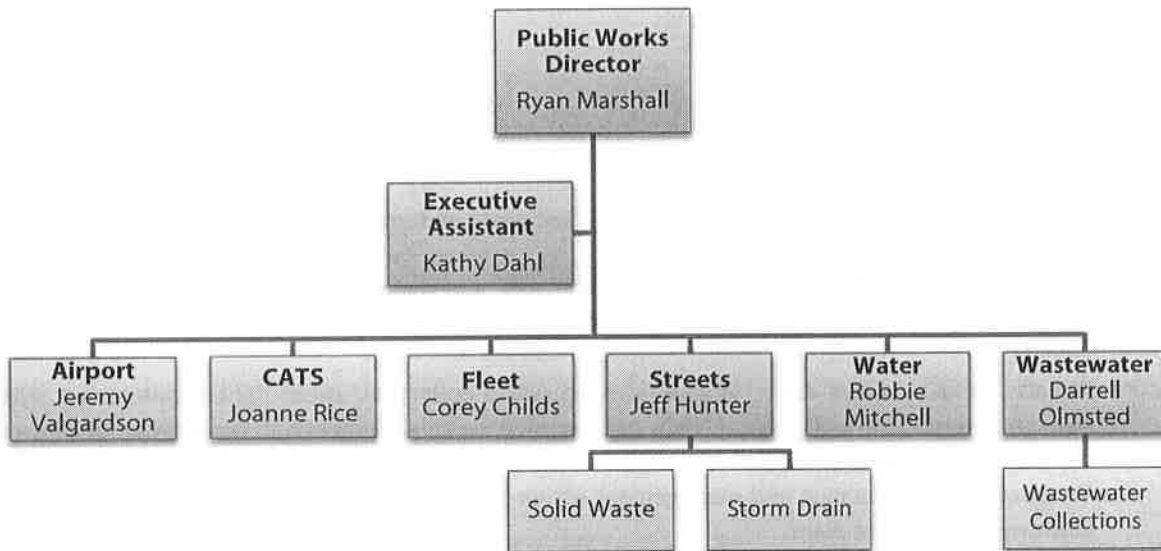 Public Works
Director
Ryan Marshall
Executive
Assistant
Kathy Dahl
Airport
Jeremy
Valgardson
CATS
Joanne Rice
Fleet
Corey Childs
Streets
Jeff Hunter
Water
Robbie
Mitchell
Wastewater
Darrell
Olmsted
Solid Waste
Storm Drain
Wastewater
Collections